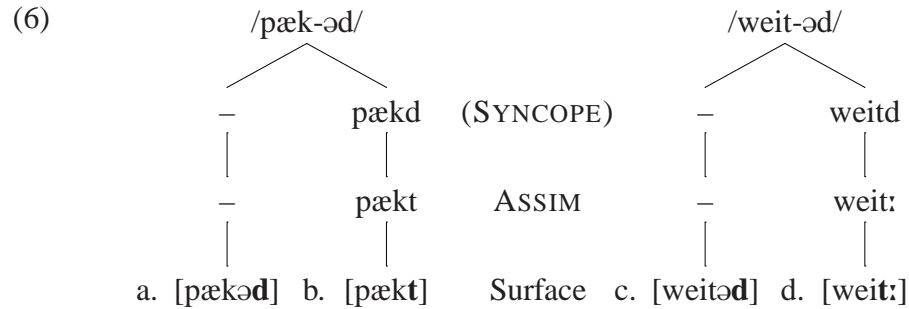 (6) /pæk-əd/ /weit-əd/
– pækd (SYNCOPE) – weitd
– pækt ASSIM – weitː
a. [pækəd] b. [pækt] Surface c. [weitəd] d. [weitː]